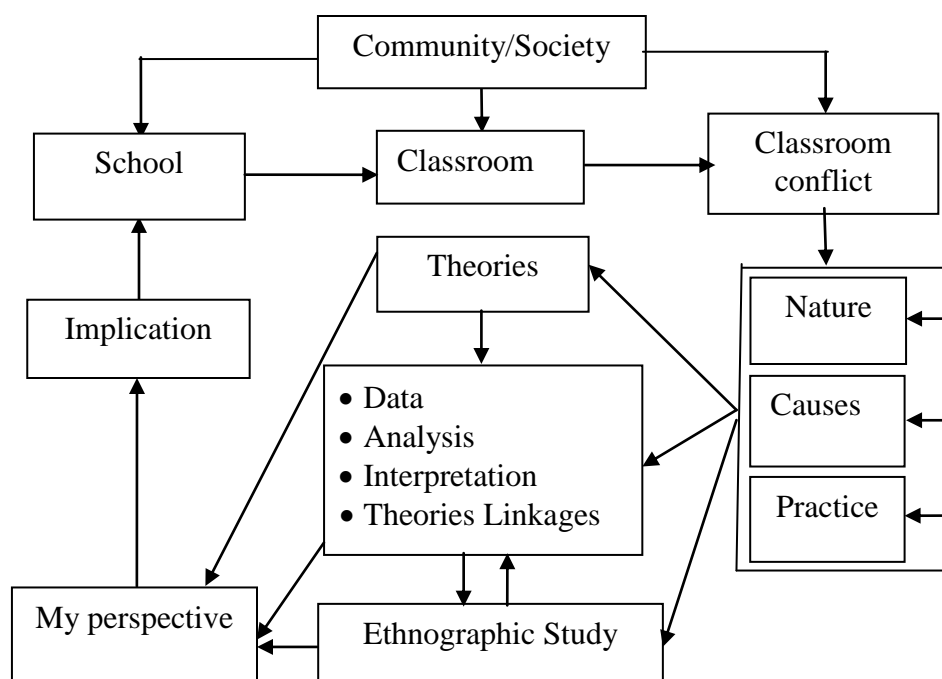 Community/Society
School
Classroom
Classroom
conflict
Theories
Nature
Implication
• Data
• Analysis
• Interpretation
• Theories Linkages
Causes
Practice
My perspective
Ethnographic Study